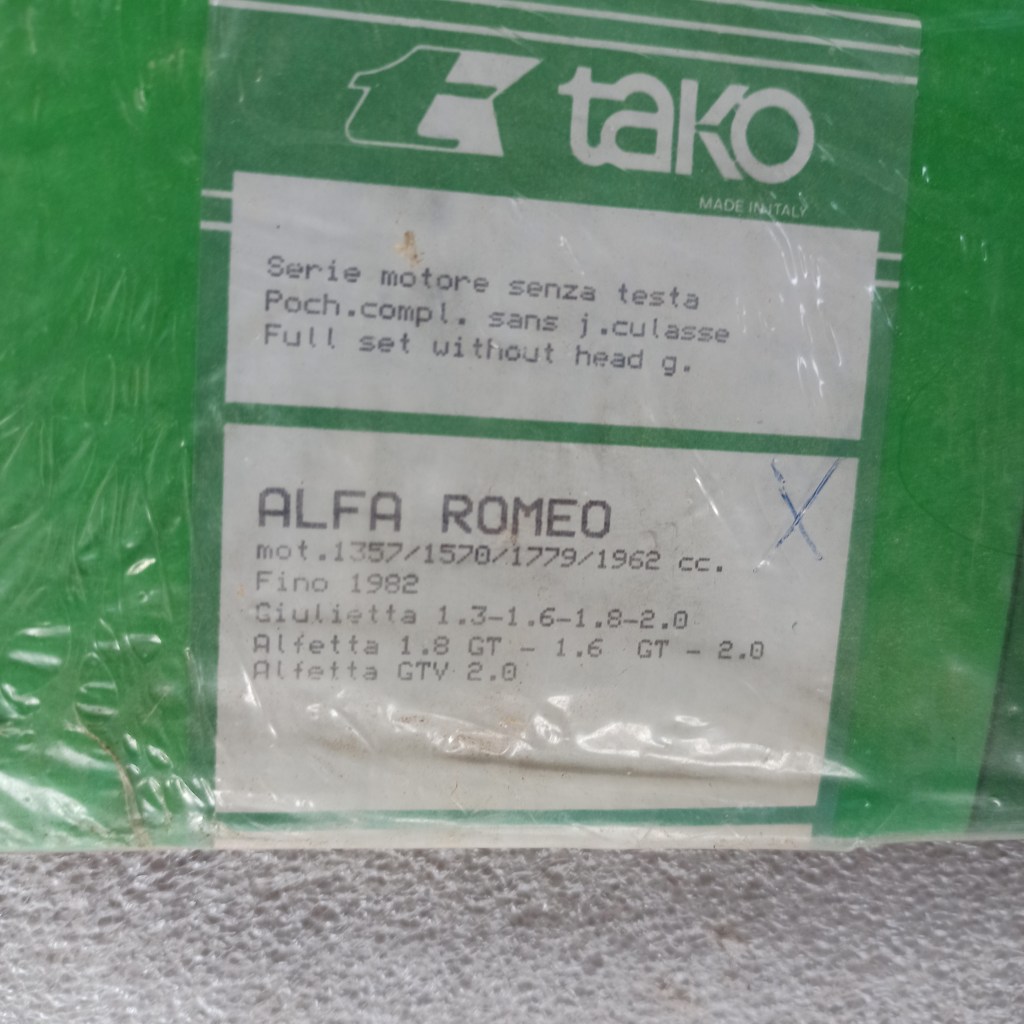 tako
MADE IN ITALY
Serie motore senza testa
Poch.compl. sans j.culasse
Full set without head g.
ALFA ROMEO
mot.1357/1570/1779/1962 cc.
Fino 1982
Giulietta 1.3-1.6-1.8-2.0
Alfetta 1.8 GT - 1.6 GT - 2.0
Alfetta GTV 2.0